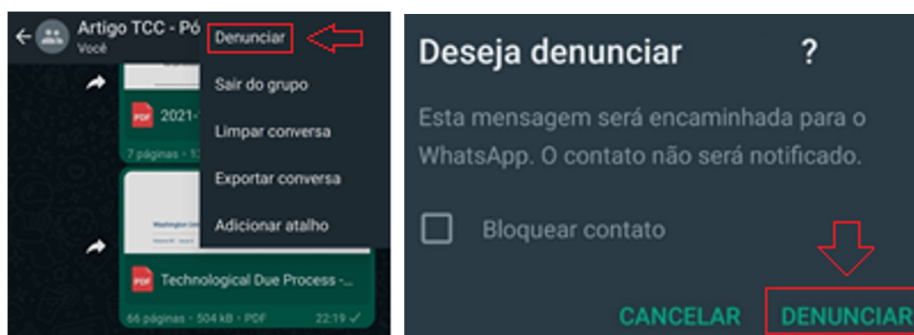 Artigo TCC - Pó
Você
Denunciar
Sair do grupo
Limpar conversa
Exportar conversa
Adicionar atalho
PDF 2021-
7 páginas
PDF Technological Due Process -...
66 páginas • 504 kB • PDF 22:19
Deseja denunciar ?
Esta mensagem será encaminhada para o
WhatsApp. O contato não será notificado.
Bloquear contato
CANCELAR DENUNCIAR